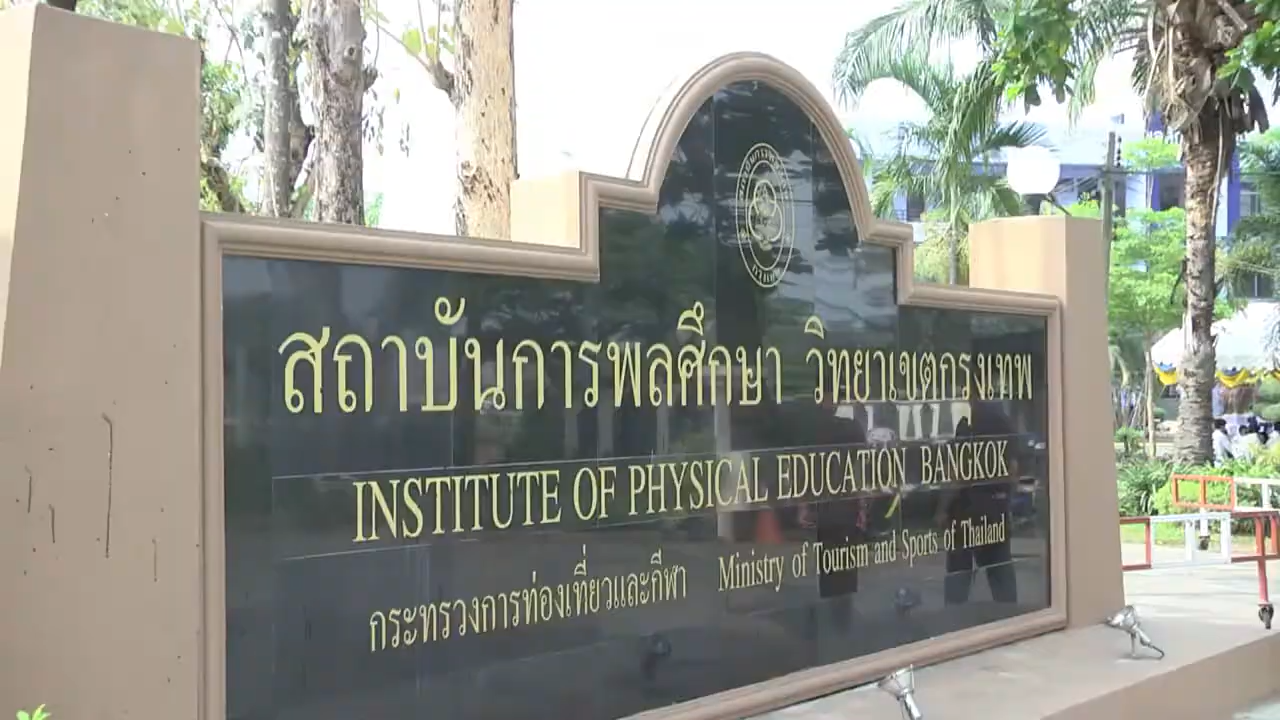 สถาบันการพลศึกษา วิทยาเขตกรุงเทพ
INSTITUTE OF PHYSICAL EDUCATION BANGKOK
กระทรวงการท่องเที่ยวและกีฬา Ministry of Tourism and Sports of Thailand